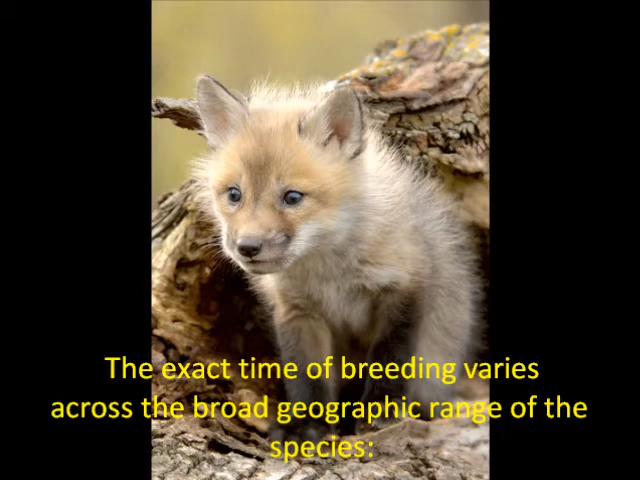 The exact time of breeding varies
across the broad geographic range of the
species: